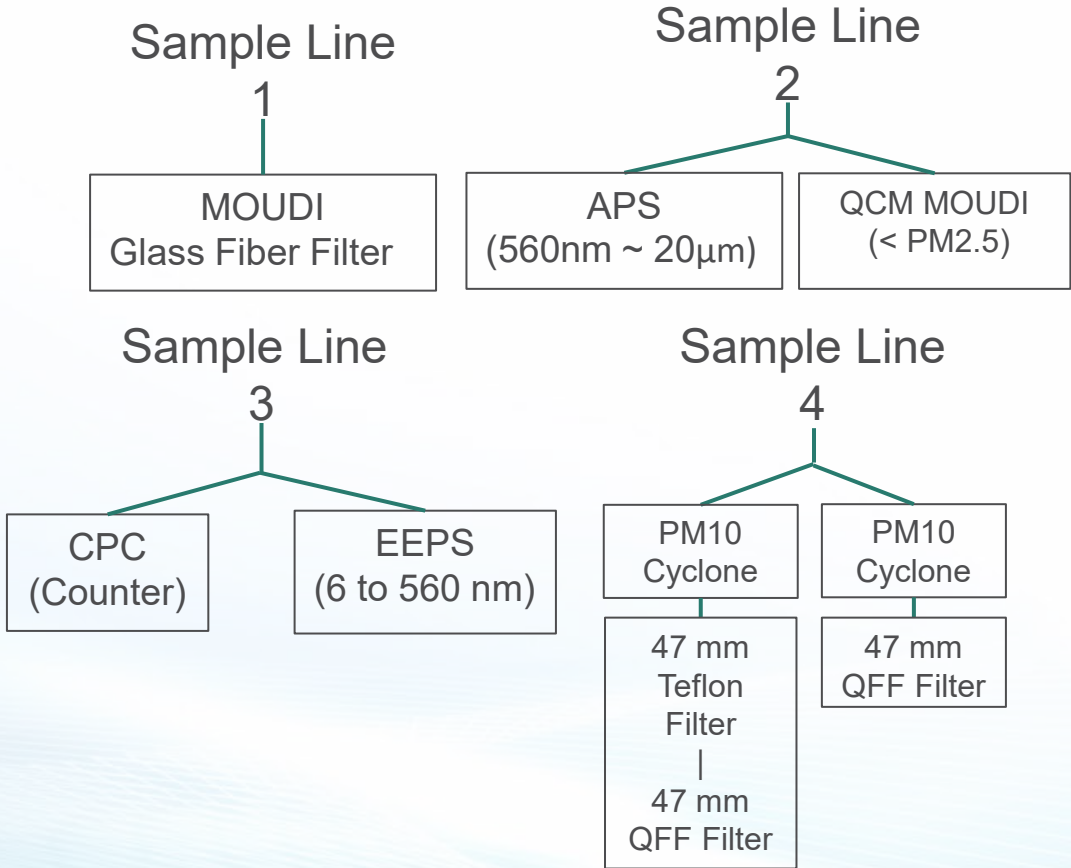 Sample Line
1
MOUDI
Glass Fiber Filter
Sample Line
2
APS
(560nm ~ 20μm)
QCM MOUDI
(< PM2.5)
Sample Line
3
CPC
(Counter)
EEPS
(6 to 560 nm)
Sample Line
4
PM10
Cyclone
47 mm
Teflon
Filter
|
47 mm
QFF Filter
PM10
Cyclone
47 mm
QFF Filter